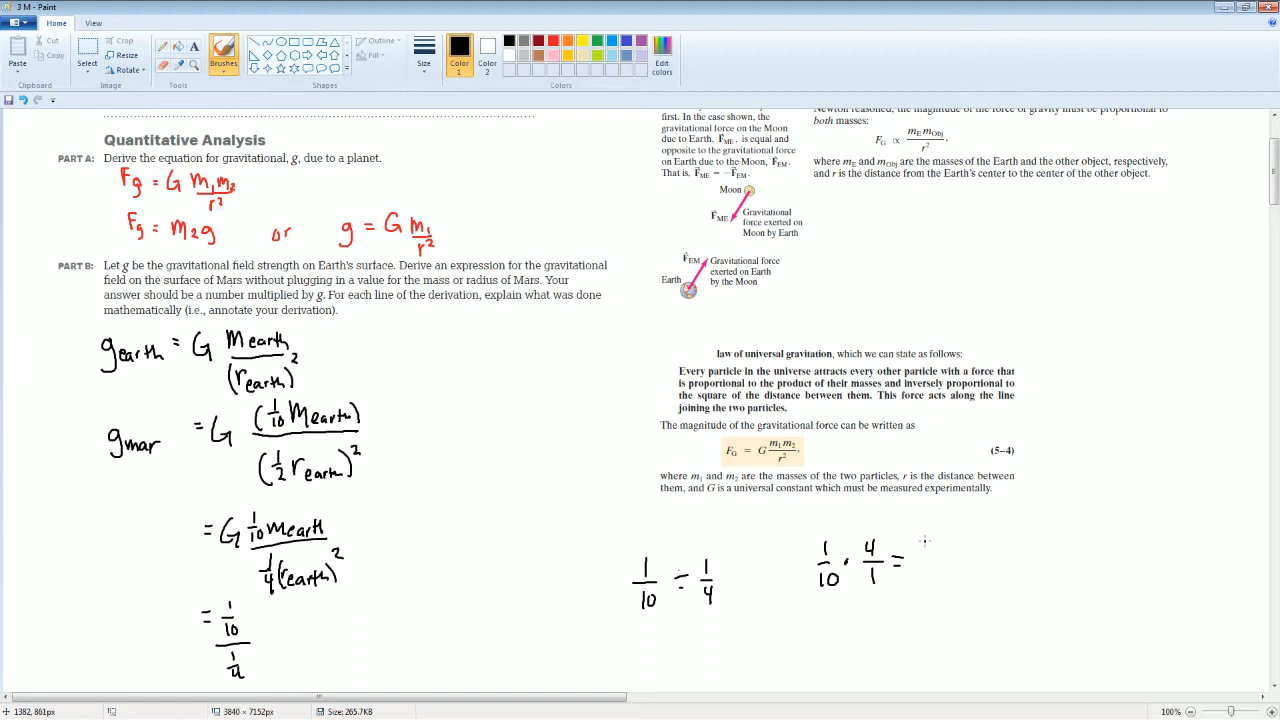 3 M - Paint
Home View
Paste
Cut
Copy
Clipboard
Select
Crop
Resize
Rotate
Image
Tools
Brushes
Shapes
Outline
Fill
Size
Color 1
Color 2
Colors
Edit colors
Quantitative Analysis
PART A: Derive the equation for gravitational, g, due to a planet.
Fg = G m₁m₂/r²
Fg = m₂g or g = G m₁/r²
PART B: Let g be the gravitational field strength on Earth's surface. Derive an expression for the gravitational
field on the surface of Mars without plugging in a value for the mass or radius of Mars. Your
answer should be a number multiplied by g. For each line of the derivation, explain what was done
mathematically (i.e., annotate your derivation).
g earth = G m earth/(r earth)²
g mar = G (1/10 m earth)/(1/2 r earth)²
= G 1/10 m earth/1/4 (r earth)²
= 1/10 / 1/4
first. In the case shown, the
gravitational force on the Moon
due to Earth, F⃗ME, is equal and
opposite to the gravitational force
on Earth due to the Moon, F⃗EM.
That is, F⃗ME = −F⃗EM.
Moon
F⃗ME Gravitational
force exerted on
Moon by Earth
F⃗EM Gravitational force
exerted on Earth
by the Moon
Earth
Newton reasoned, the magnitude of the force of gravity must be proportional to
both masses:
FG ∝ mE mObj/r²,
where mE and mObj are the masses of the Earth and the other object, respectively,
and r is the distance from the Earth's center to the center of the other object.
law of universal gravitation, which we can state as follows:
Every particle in the universe attracts every other particle with a force that
is proportional to the product of their masses and inversely proportional to
the square of the distance between them. This force acts along the line
joining the two particles.
The magnitude of the gravitational force can be written as
FG = G m₁m₂/r², (5–4)
where m₁ and m₂ are the masses of the two particles, r is the distance between
them, and G is a universal constant which must be measured experimentally.
1/10 ÷ 1/4
1/10 · 4/1 =
1382, 861px
3840 × 7152px
Size: 265.7KB
100%